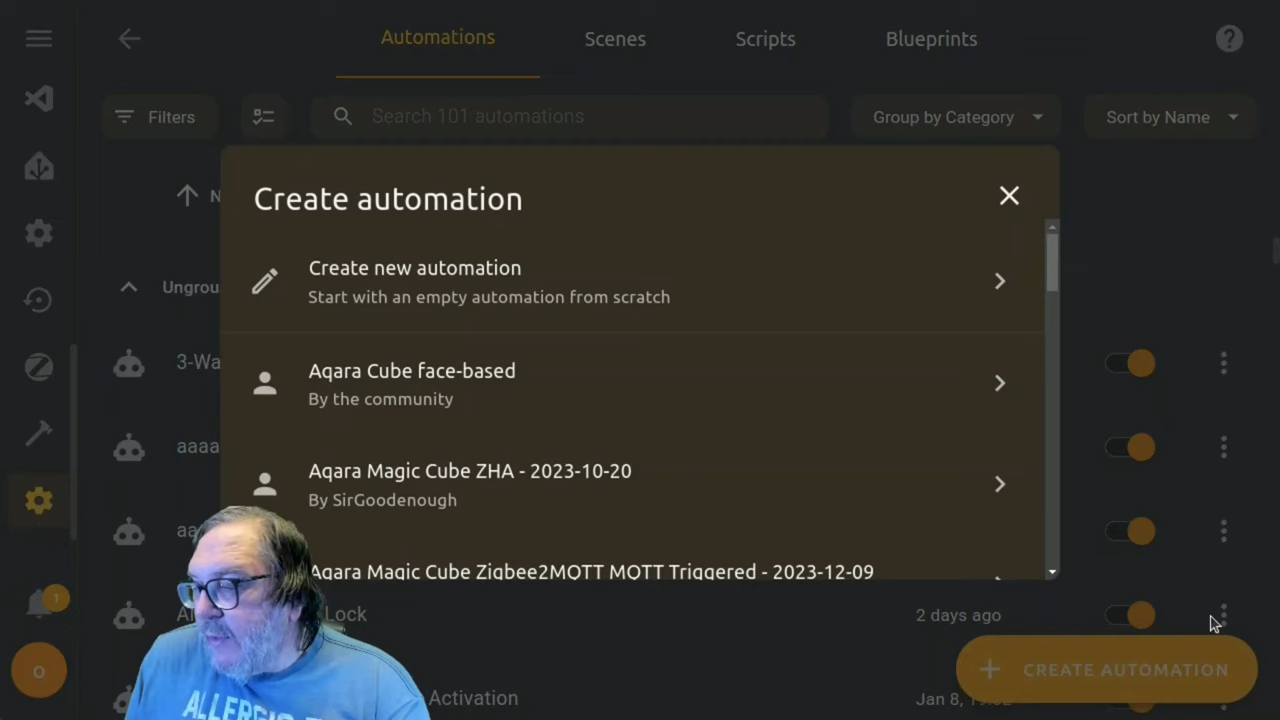 Automations Scenes Scripts Blueprints
Filters Search 101 automations Group by Category Sort by Name
Create automation
Create new automation
Start with an empty automation from scratch
Ungrou
Aqara Cube face-based
By the community
3-Wa
aaaa
Aqara Magic Cube ZHA - 2023-10-20
By SirGoodenough
aa
Aqara Magic Cube Zigbee2MQTT MQTT Triggered - 2023-12-09
Lock 2 days ago
1
O
CREATE AUTOMATION
Activation Jan 8,
ALLERGIC